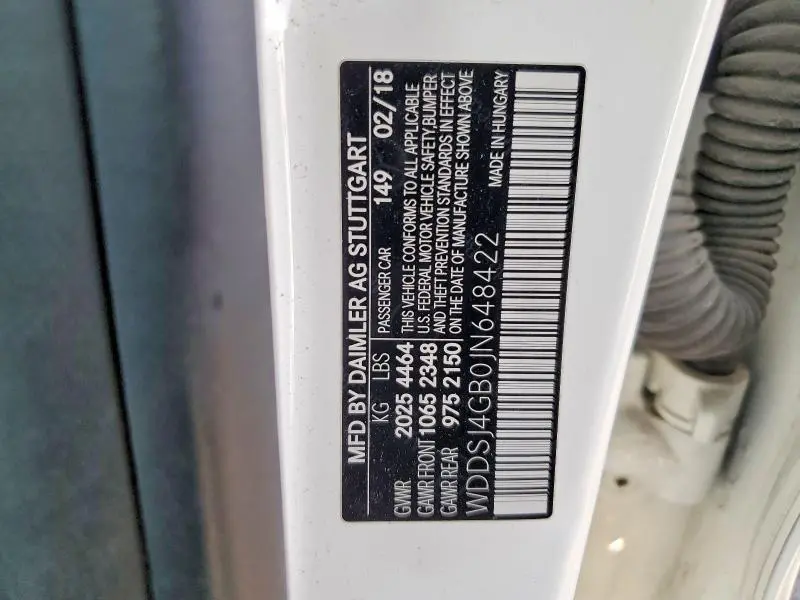 MFD BY DAIMLER AG STUTTGART
KG LBS PASSENGER CAR 149 02/18
GVWR 2025 4464 THIS VEHICLE CONFORMS TO ALL APPLICABLE
GAWR FRONT 1065 2348 U.S. FEDERAL MOTOR VEHICLE SAFETY, BUMPER
GAWR REAR 975 2150 AND THEFT PREVENTION STANDARDS IN EFFECT
ON THE DATE OF MANUFACTURE SHOWN ABOVE
WDDSJ4GB0JN648422 MADE IN HUNGARY